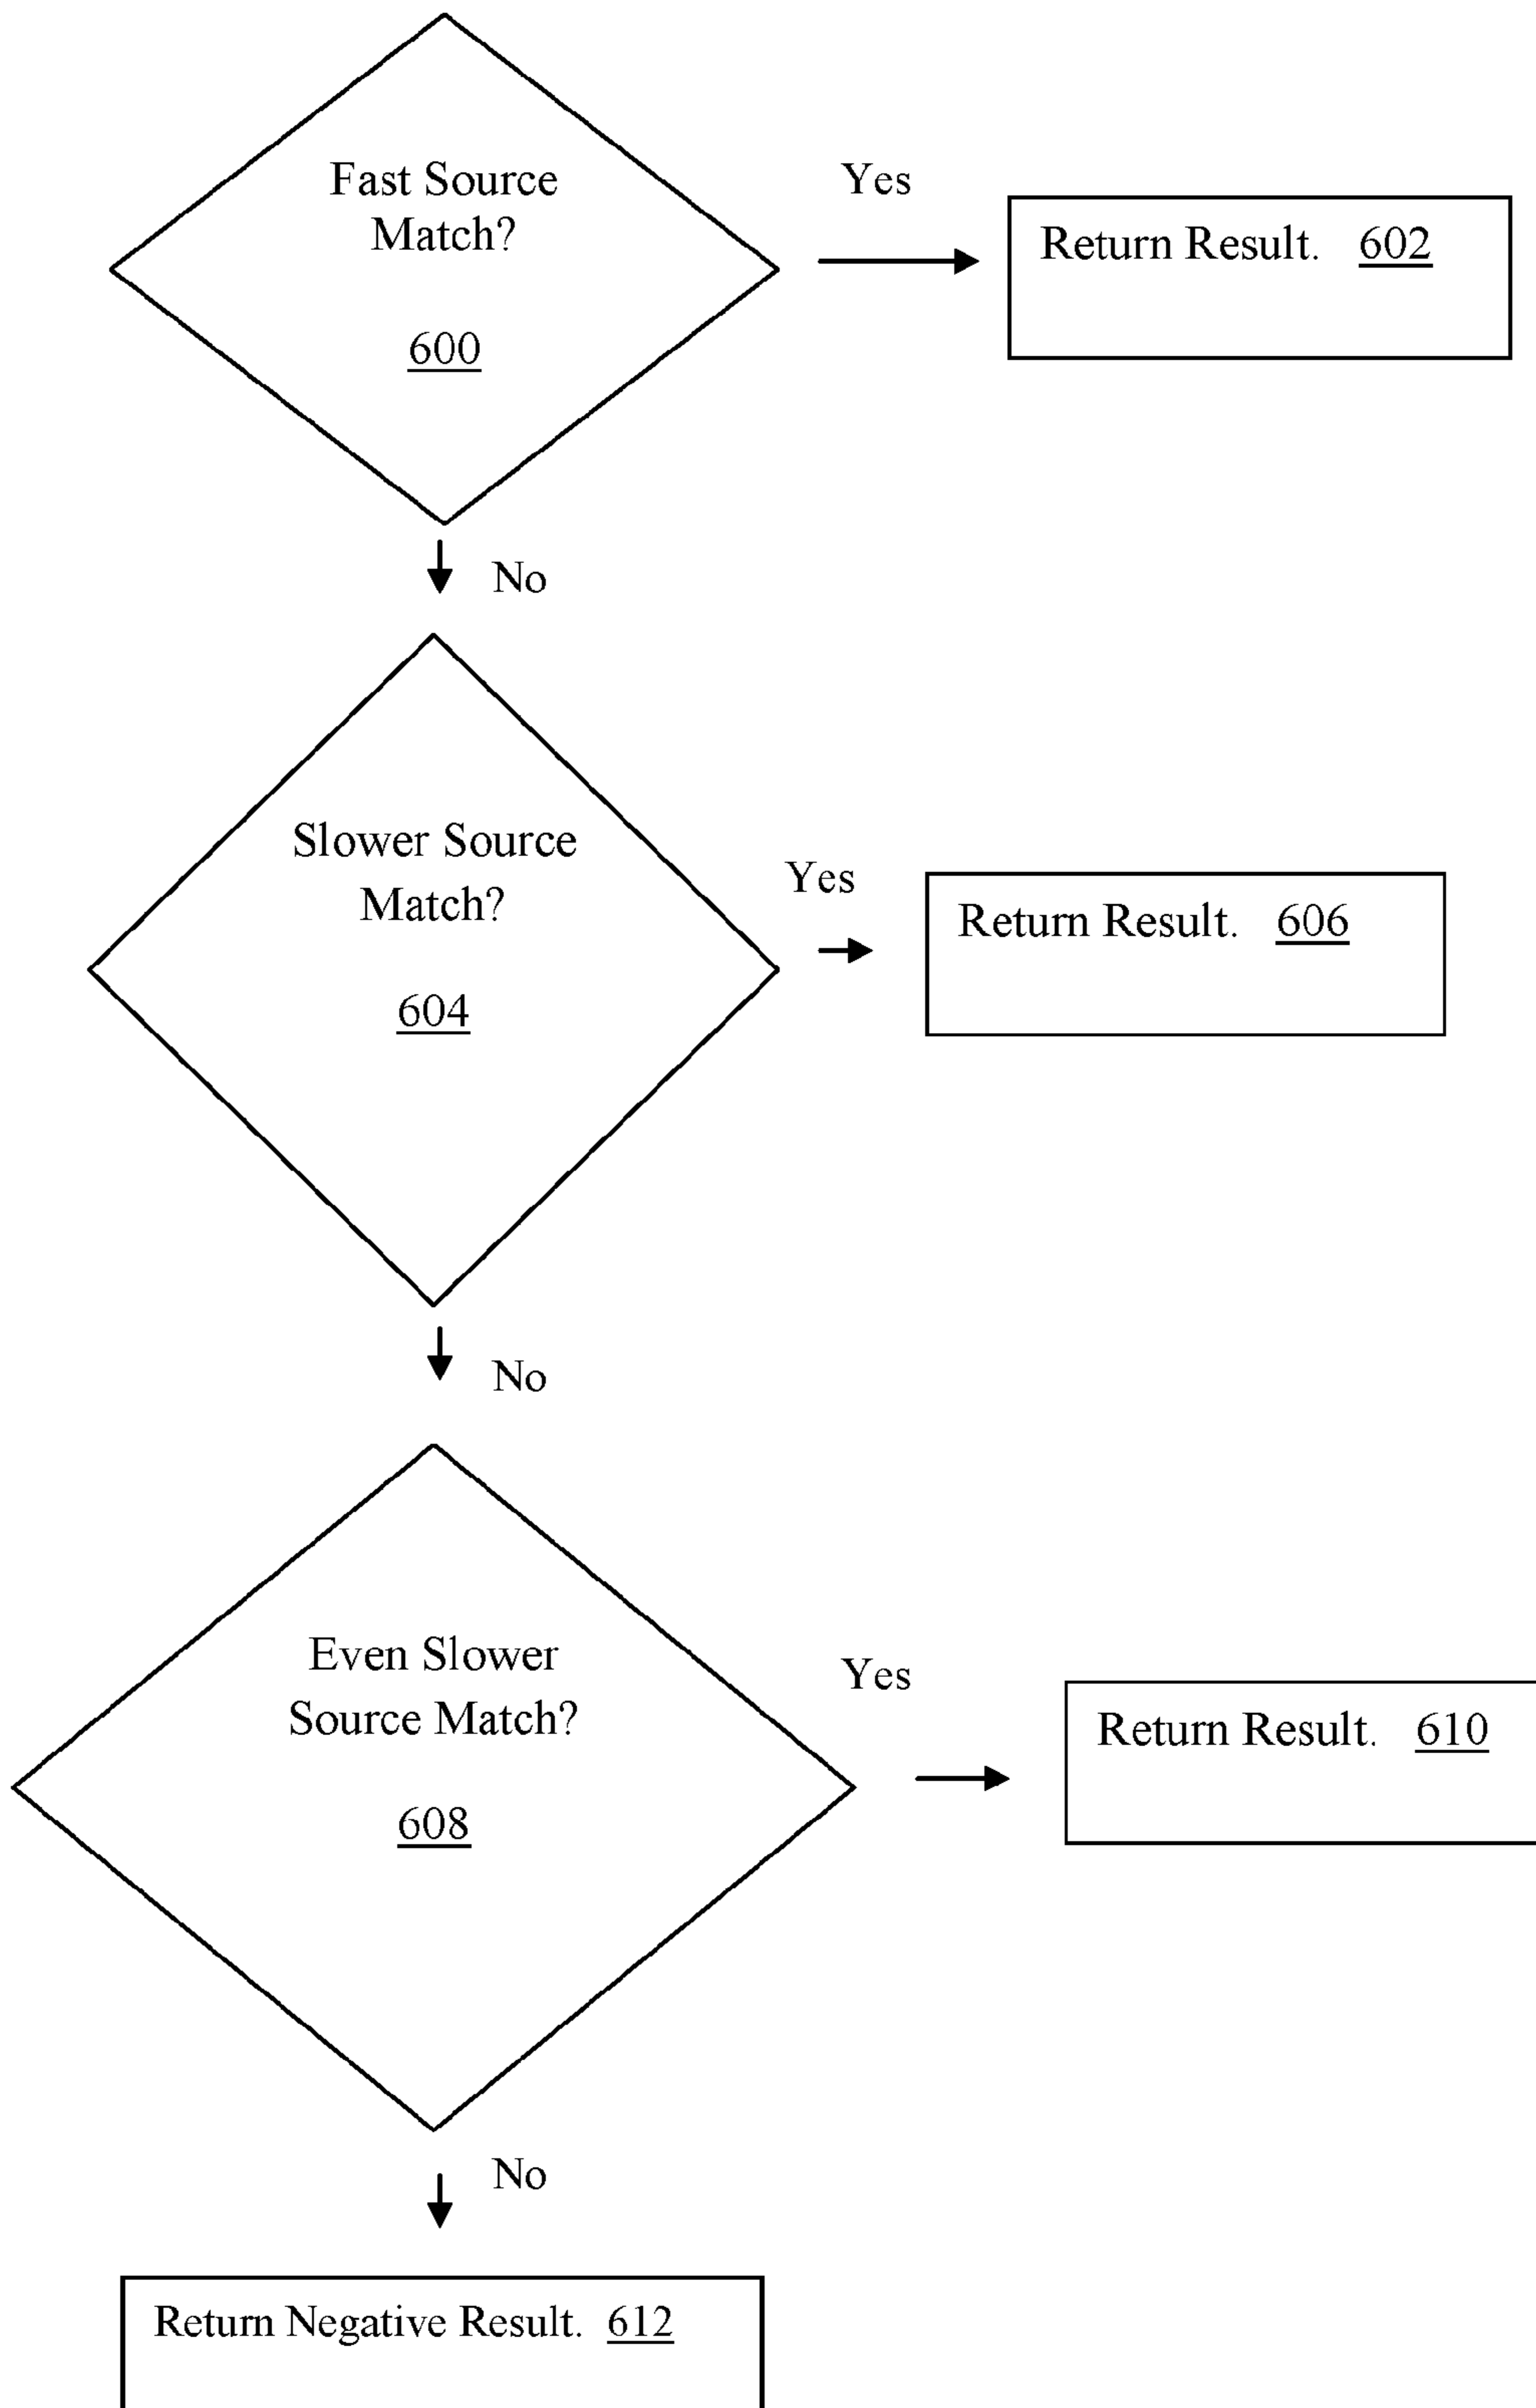 Fast Source
Match?
600
Yes
Return Result. 602
No
Slower Source
Match?
604
Yes
Return Result. 606
No
Even Slower
Source Match?
608
Yes
Return Result. 610
No
Return Negative Result. 612